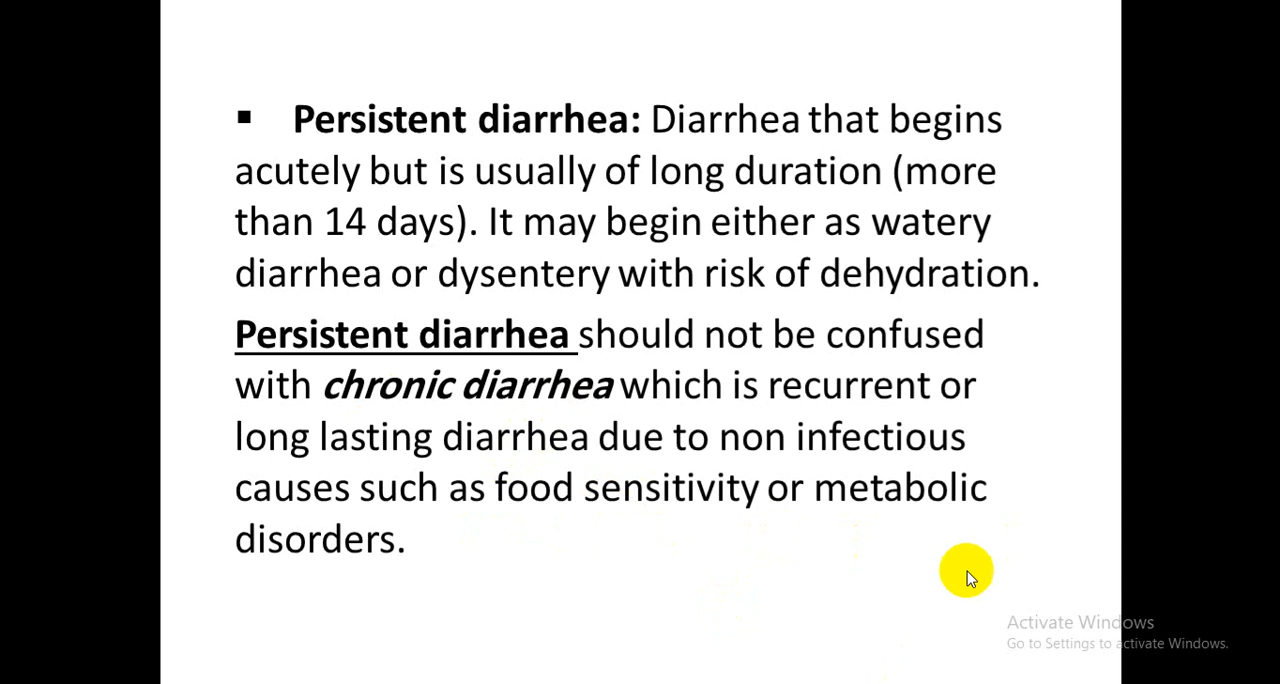 ▪ Persistent diarrhea: Diarrhea that begins
acutely but is usually of long duration (more
than 14 days). It may begin either as watery
diarrhea or dysentery with risk of dehydration.
Persistent diarrhea should not be confused
with chronic diarrhea which is recurrent or
long lasting diarrhea due to non infectious
causes such as food sensitivity or metabolic
disorders.
Activate Windows
Go to Settings to activate Windows.